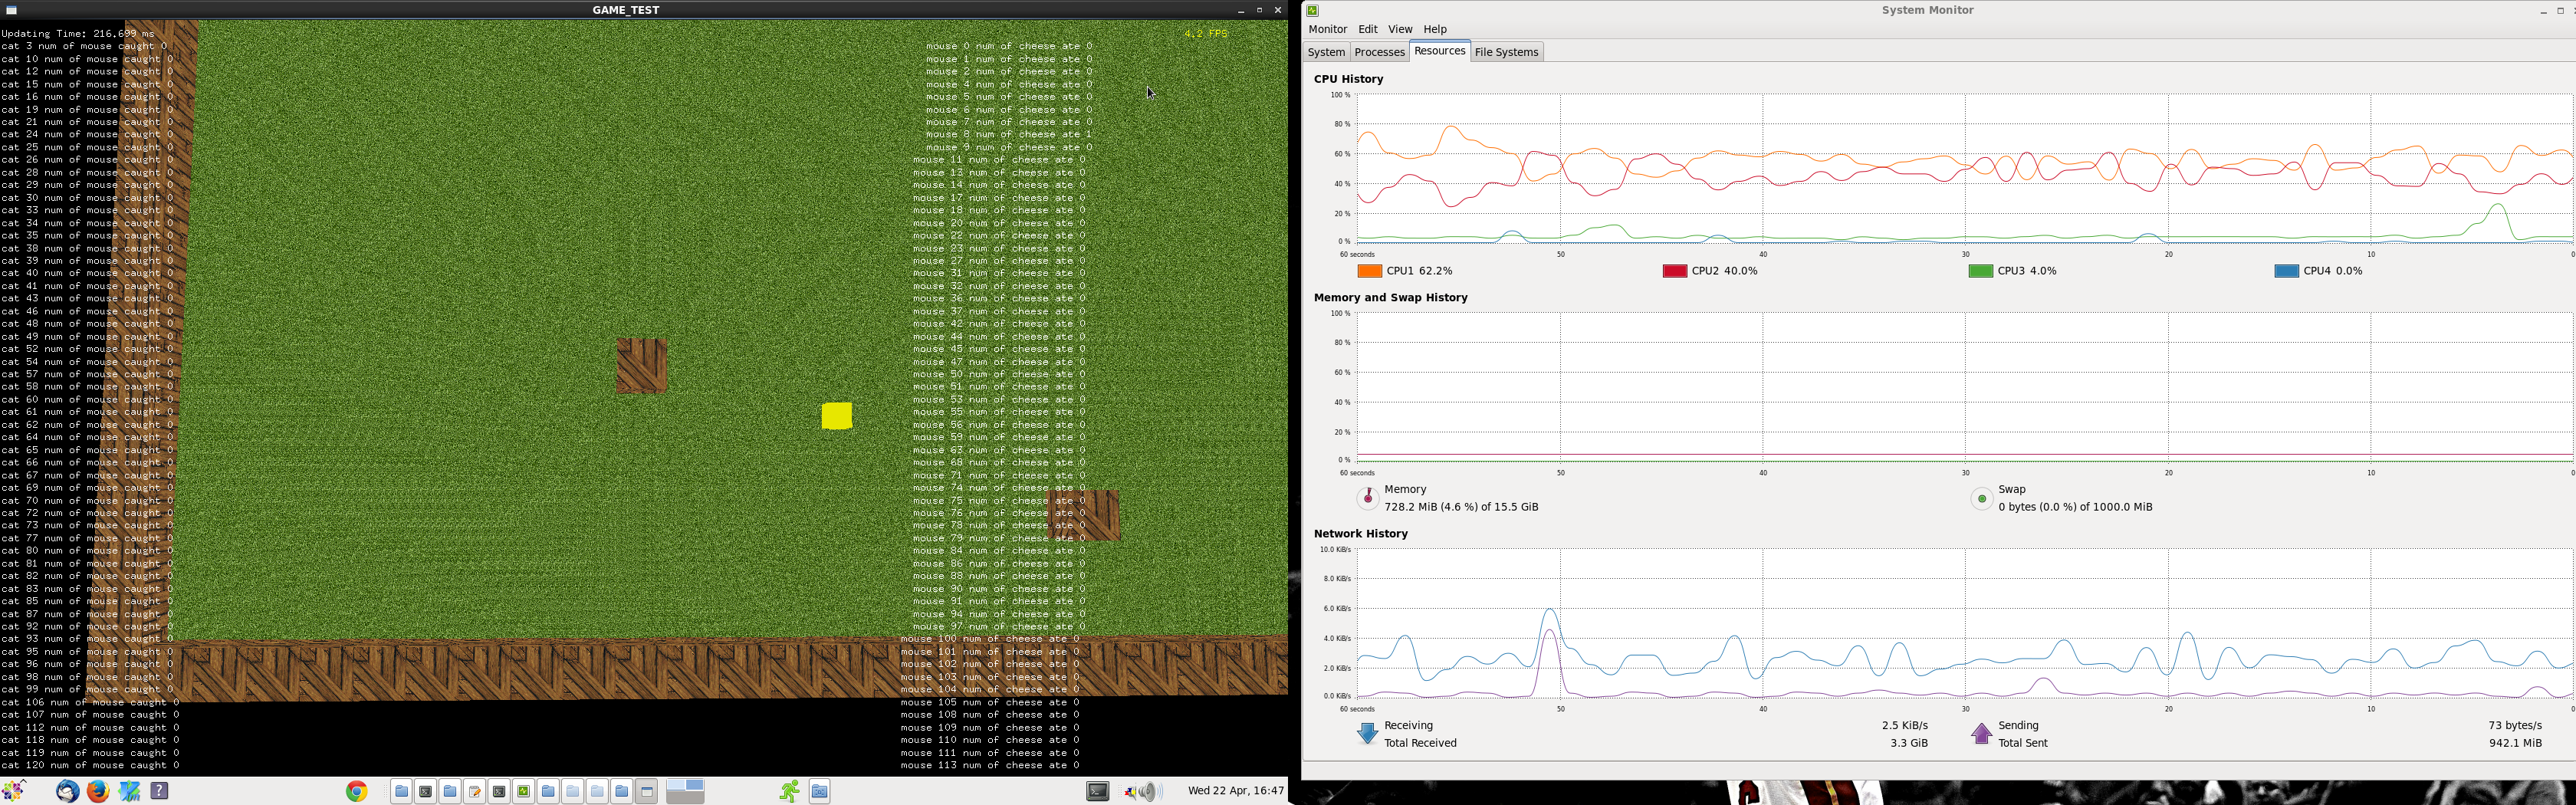 GAME_TEST
Updating Time: 216.699 ms
4.2 FPS
cat 3 num of mouse caught 0
cat 10 num of mouse caught 0
cat 12 num of mouse caught 0
cat 15 num of mouse caught 0
cat 16 num of mouse caught 0
cat 19 num of mouse caught 0
cat 21 num of mouse caught 0
cat 24 num of mouse caught 0
cat 25 num of mouse caught 0
cat 26 num of mouse caught 0
cat 28 num of mouse caught 0
cat 29 num of mouse caught 0
cat 30 num of mouse caught 0
cat 33 num of mouse caught 0
cat 34 num of mouse caught 0
cat 35 num of mouse caught 0
cat 38 num of mouse caught 0
cat 39 num of mouse caught 0
cat 40 num of mouse caught 0
cat 41 num of mouse caught 0
cat 43 num of mouse caught 0
cat 46 num of mouse caught 0
cat 48 num of mouse caught 0
cat 49 num of mouse caught 0
cat 52 num of mouse caught 0
cat 54 num of mouse caught 0
cat 57 num of mouse caught 0
cat 58 num of mouse caught 0
cat 60 num of mouse caught 0
cat 61 num of mouse caught 0
cat 62 num of mouse caught 0
cat 64 num of mouse caught 0
cat 65 num of mouse caught 0
cat 66 num of mouse caught 0
cat 67 num of mouse caught 0
cat 69 num of mouse caught 0
cat 70 num of mouse caught 0
cat 72 num of mouse caught 0
cat 73 num of mouse caught 0
cat 77 num of mouse caught 0
cat 80 num of mouse caught 0
cat 81 num of mouse caught 0
cat 82 num of mouse caught 0
cat 83 num of mouse caught 0
cat 85 num of mouse caught 0
cat 87 num of mouse caught 0
cat 92 num of mouse caught 0
cat 93 num of mouse caught 0
cat 95 num of mouse caught 0
cat 96 num of mouse caught 0
cat 98 num of mouse caught 0
cat 99 num of mouse caught 0
cat 106 num of mouse caught 0
cat 107 num of mouse caught 0
cat 112 num of mouse caught 0
cat 118 num of mouse caught 0
cat 119 num of mouse caught 0
cat 120 num of mouse caught 0
mouse 0 num of cheese ate 0
mouse 1 num of cheese ate 0
mouse 2 num of cheese ate 0
mouse 4 num of cheese ate 0
mouse 5 num of cheese ate 0
mouse 6 num of cheese ate 0
mouse 7 num of cheese ate 0
mouse 8 num of cheese ate 1
mouse 9 num of cheese ate 0
mouse 11 num of cheese ate 0
mouse 13 num of cheese ate 0
mouse 14 num of cheese ate 0
mouse 17 num of cheese ate 0
mouse 18 num of cheese ate 0
mouse 20 num of cheese ate 0
mouse 22 num of cheese ate 0
mouse 23 num of cheese ate 0
mouse 27 num of cheese ate 0
mouse 31 num of cheese ate 0
mouse 32 num of cheese ate 0
mouse 36 num of cheese ate 0
mouse 37 num of cheese ate 0
mouse 42 num of cheese ate 0
mouse 44 num of cheese ate 0
mouse 45 num of cheese ate 0
mouse 47 num of cheese ate 0
mouse 50 num of cheese ate 0
mouse 51 num of cheese ate 0
mouse 53 num of cheese ate 0
mouse 55 num of cheese ate 0
mouse 56 num of cheese ate 0
mouse 59 num of cheese ate 0
mouse 63 num of cheese ate 0
mouse 68 num of cheese ate 0
mouse 71 num of cheese ate 0
mouse 74 num of cheese ate 0
mouse 75 num of cheese ate 0
mouse 76 num of cheese ate 0
mouse 78 num of cheese ate 0
mouse 79 num of cheese ate 0
mouse 84 num of cheese ate 0
mouse 86 num of cheese ate 0
mouse 88 num of cheese ate 0
mouse 90 num of cheese ate 0
mouse 91 num of cheese ate 0
mouse 94 num of cheese ate 0
mouse 97 num of cheese ate 0
mouse 100 num of cheese ate 0
mouse 101 num of cheese ate 0
mouse 102 num of cheese ate 0
mouse 103 num of cheese ate 0
mouse 104 num of cheese ate 0
mouse 105 num of cheese ate 0
mouse 108 num of cheese ate 0
mouse 109 num of cheese ate 0
mouse 110 num of cheese ate 0
mouse 111 num of cheese ate 0
mouse 113 num of cheese ate 0
Wed 22 Apr, 16:47
System Monitor
Monitor Edit View Help
System Processes Resources File Systems
CPU History
100 %
80 %
60 %
40 %
20 %
0 %
60 seconds 50 40 30 20 10 0
CPU1 62.2% CPU2 40.0% CPU3 4.0% CPU4 0.0%
Memory and Swap History
100 %
80 %
60 %
40 %
20 %
0 %
60 seconds 50 40 30 20 10 0
Memory
728.2 MiB (4.6 %) of 15.5 GiB
Swap
0 bytes (0.0 %) of 1000.0 MiB
Network History
10.0 KiB/s
8.0 KiB/s
6.0 KiB/s
4.0 KiB/s
2.0 KiB/s
0.0 KiB/s
60 seconds 50 40 30 20 10 0
Receiving 2.5 KiB/s
Total Received 3.3 GiB
Sending 73 bytes/s
Total Sent 942.1 MiB